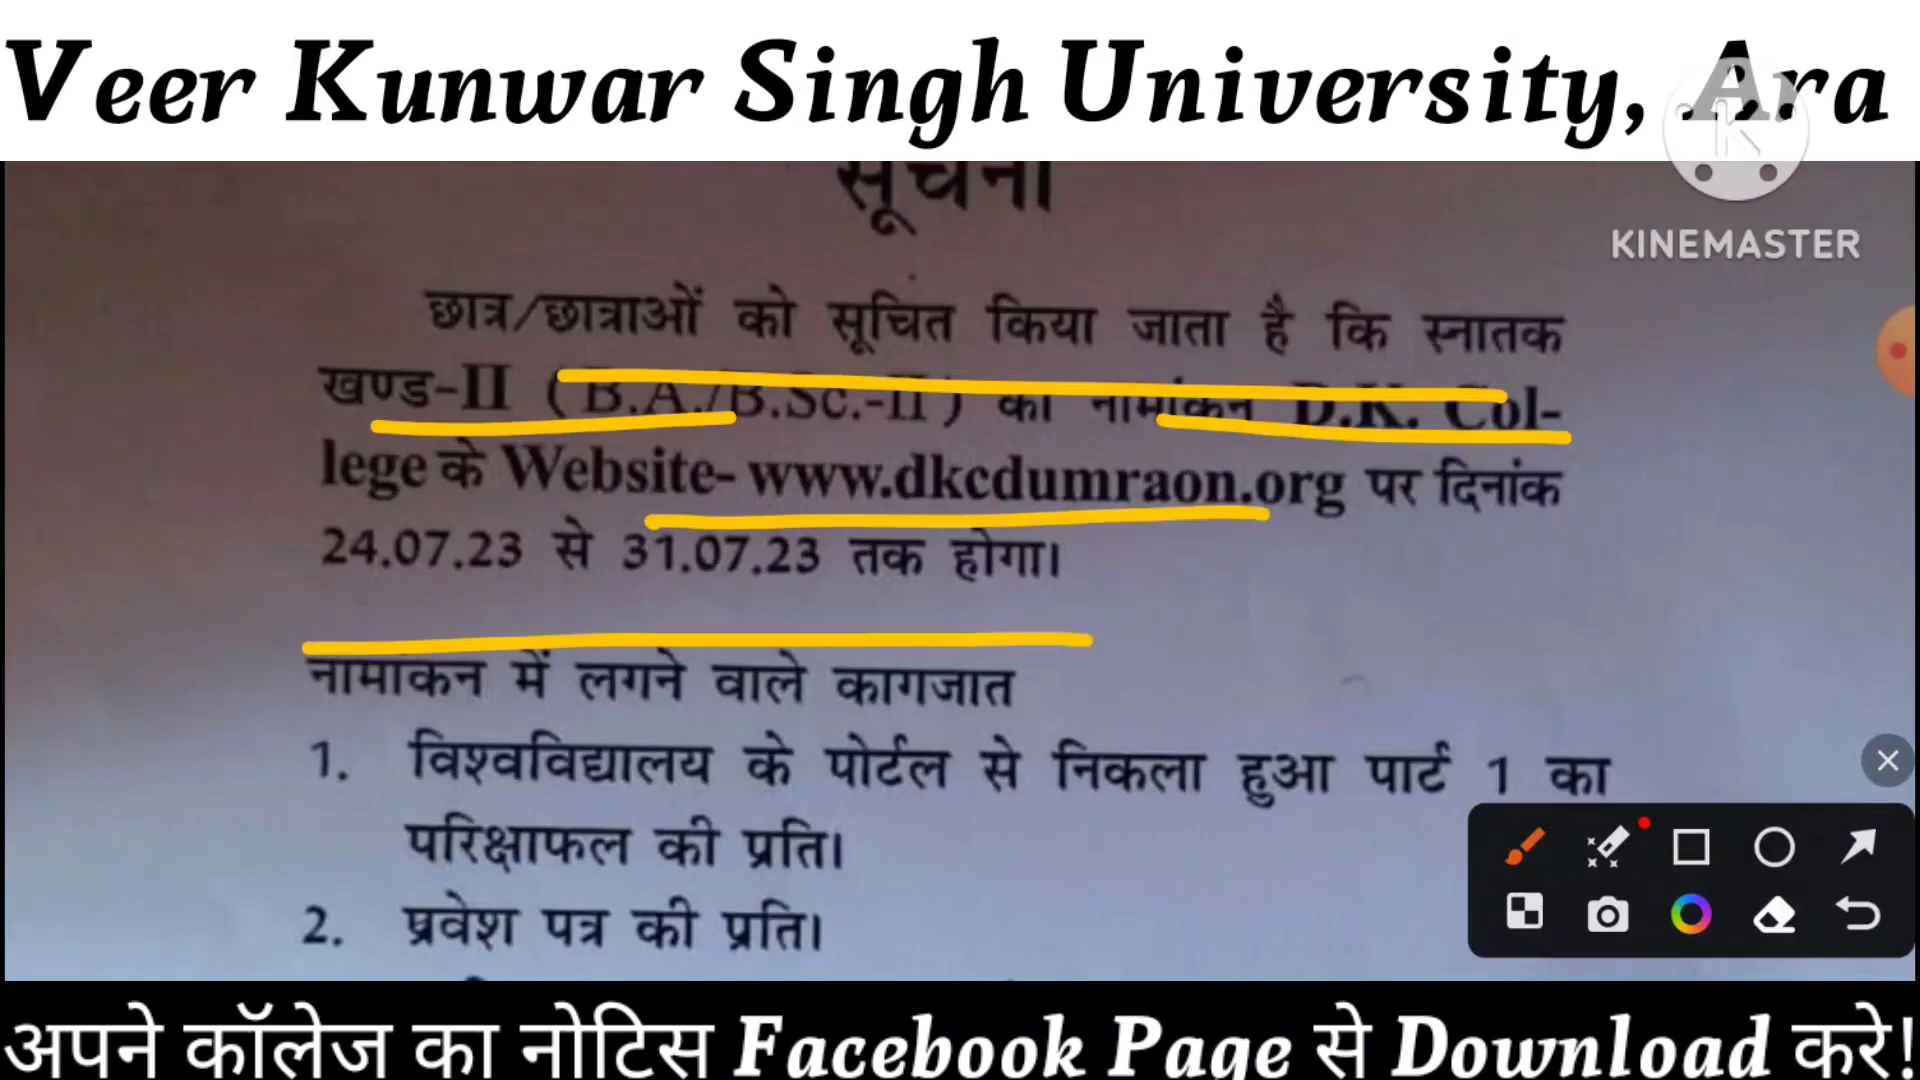 Veer Kunwar Singh University, Ara
KINEMASTER
सूचना
छात्र/छात्राओं को सूचित किया जाता है कि स्नातक
खण्ड-II (B.A./B.Sc.-II) का नामांकन D.K. Col-
lege के Website- www.dkcdumraon.org पर दिनांक
24.07.23 से 31.07.23 तक होगा।
नामांकन में लगने वाले कागजात
1. विश्वविद्यालय के पोर्टल से निकला हुआ पार्ट 1 का
परिक्षाफल की प्रति।
2. प्रवेश पत्र की प्रति।
अपने कॉलेज का नोटिस Facebook Page से Download करे!